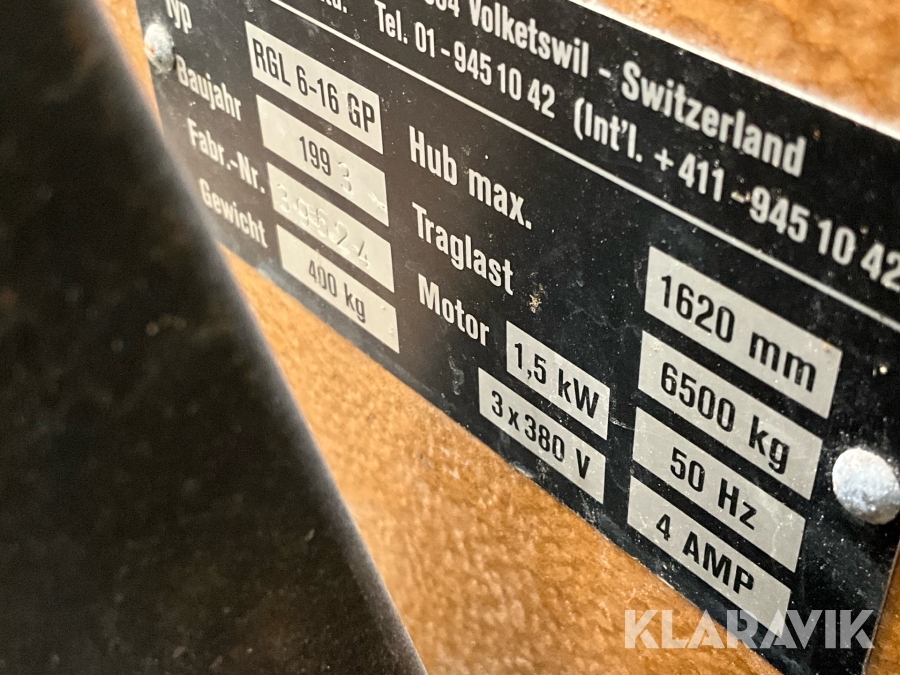 Volketswil - Switzerland
Tel. 01 - 945 10 42 (Int'l. + 411 - 945 10 42
Typ RGL 6-16 GP Hub max. 1620 mm
Baujahr 1993 Traglast 6500 kg
Fabr.-Nr. Motor 1,5 kW 50 Hz
Gewicht 400 kg 3 x 380 V 4 AMP
KLARAVIK